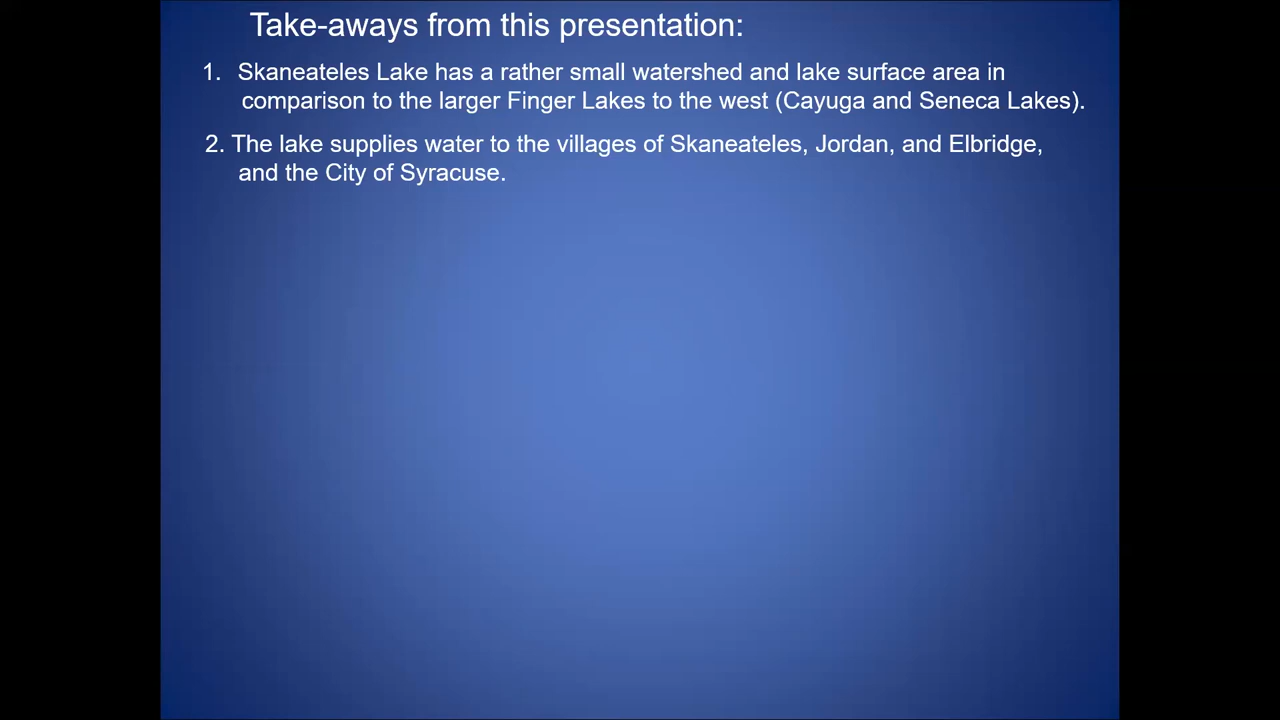 Take-aways from this presentation:
1. Skaneateles Lake has a rather small watershed and lake surface area in
comparison to the larger Finger Lakes to the west (Cayuga and Seneca Lakes).
2. The lake supplies water to the villages of Skaneateles, Jordan, and Elbridge,
and the City of Syracuse.